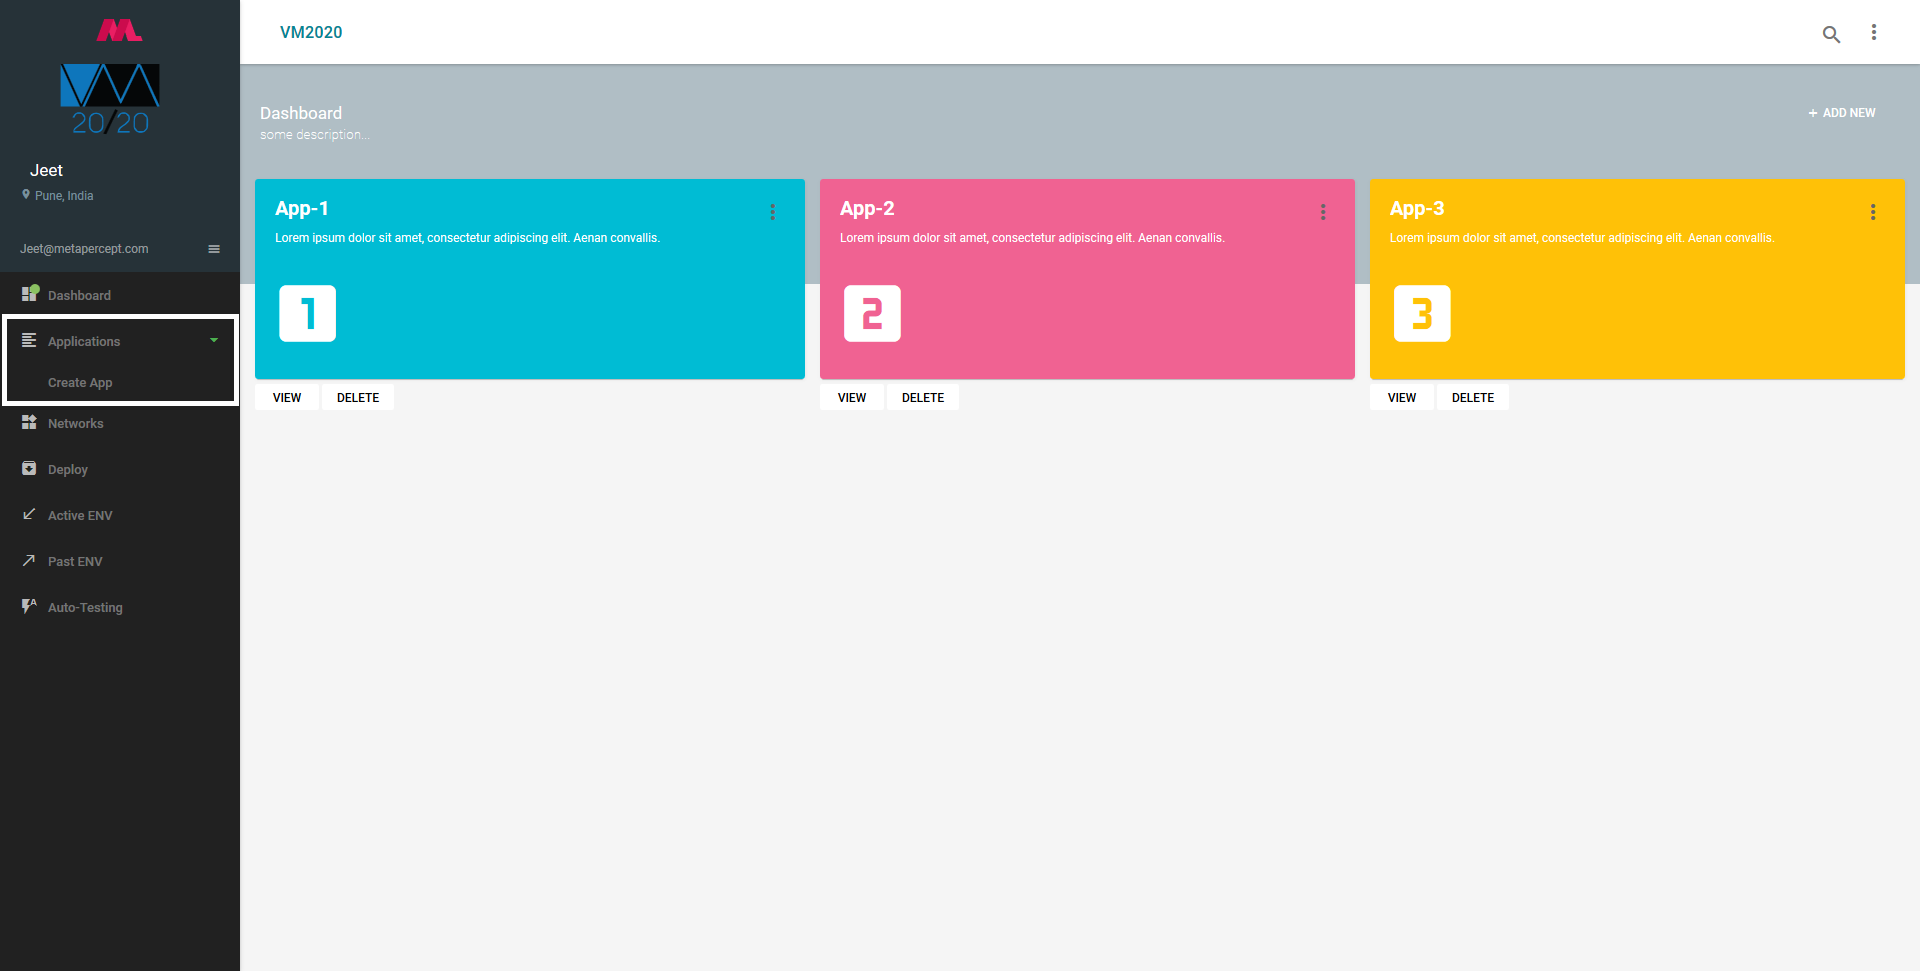 VM
20/20
Jeet
Pune, India
Jeet@metapercept.com
Dashboard
Applications
Create App
Networks
Deploy
Active ENV
Past ENV
A
Auto-Testing
VM2020
Dashboard
some description...
+ ADD NEW
App-1
Lorem ipsum dolor sit amet, consectetur adipiscing elit. Aenan convallis.
1
VIEW DELETE
App-2
Lorem ipsum dolor sit amet, consectetur adipiscing elit. Aenan convallis.
2
VIEW DELETE
App-3
Lorem ipsum dolor sit amet, consectetur adipiscing elit. Aenan convallis.
3
VIEW DELETE